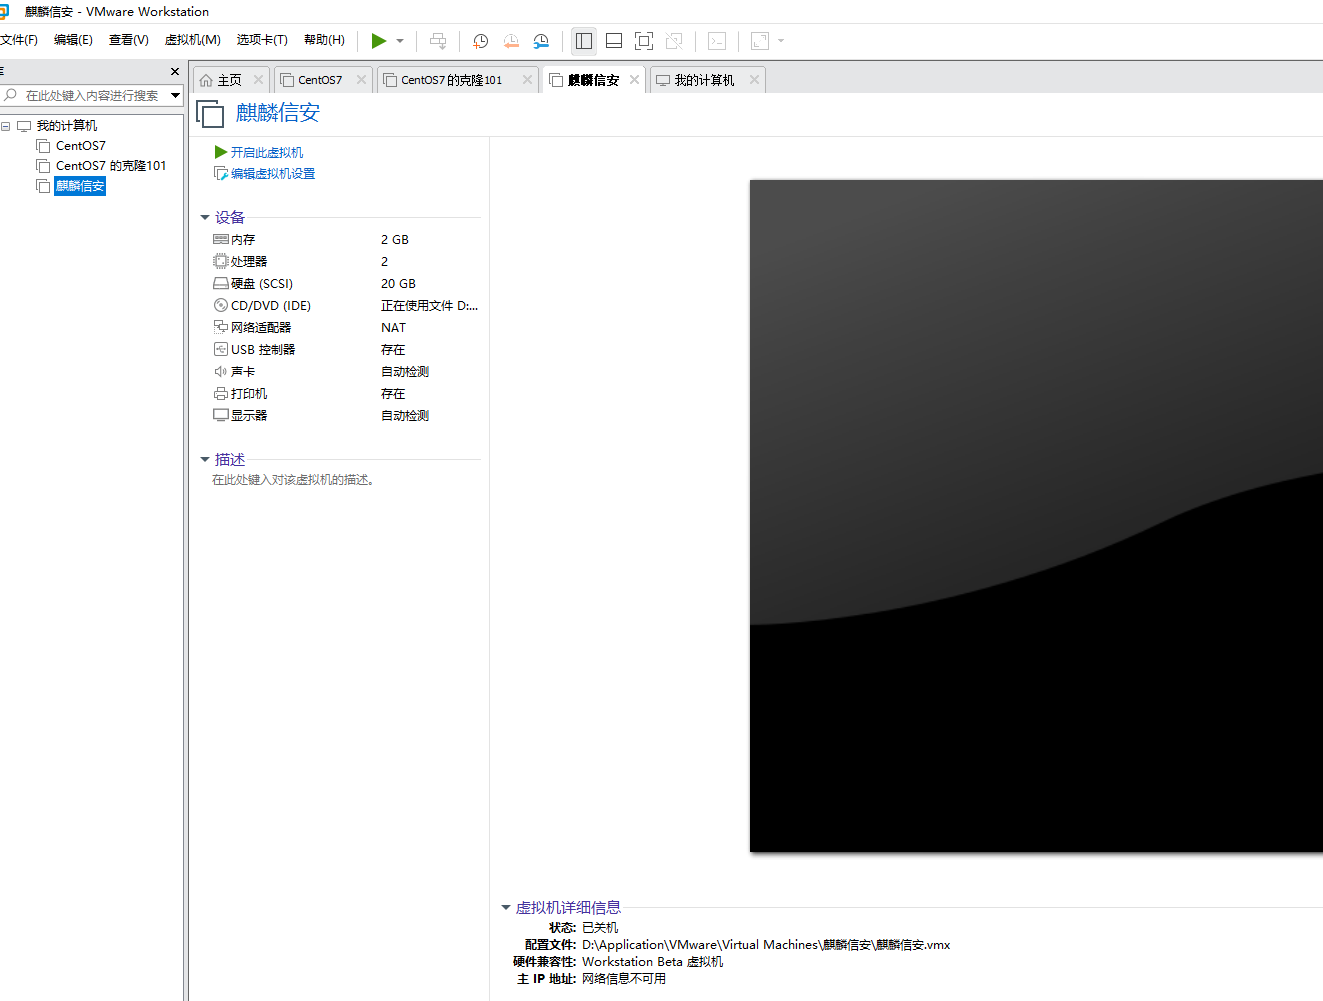 麒麟信安 - VMware Workstation
文件(F) 编辑(E) 查看(V) 虚拟机(M) 选项卡(T) 帮助(H)
主页 CentOS7 CentOS7 的克隆101 麒麟信安 我的计算机
在此处键入内容进行搜索
我的计算机
CentOS7
CentOS7 的克隆101
麒麟信安
麒麟信安
开启此虚拟机
编辑虚拟机设置
设备
内存 2 GB
处理器 2
硬盘 (SCSI) 20 GB
CD/DVD (IDE) 正在使用文件 D:...
网络适配器 NAT
USB 控制器 存在
声卡 自动检测
打印机 存在
显示器 自动检测
描述
在此处键入对该虚拟机的描述。
虚拟机详细信息
状态: 已关机
配置文件: D:\Application\VMware\Virtual Machines\麒麟信安\麒麟信安.vmx
硬件兼容性: Workstation Beta 虚拟机
主 IP 地址: 网络信息不可用